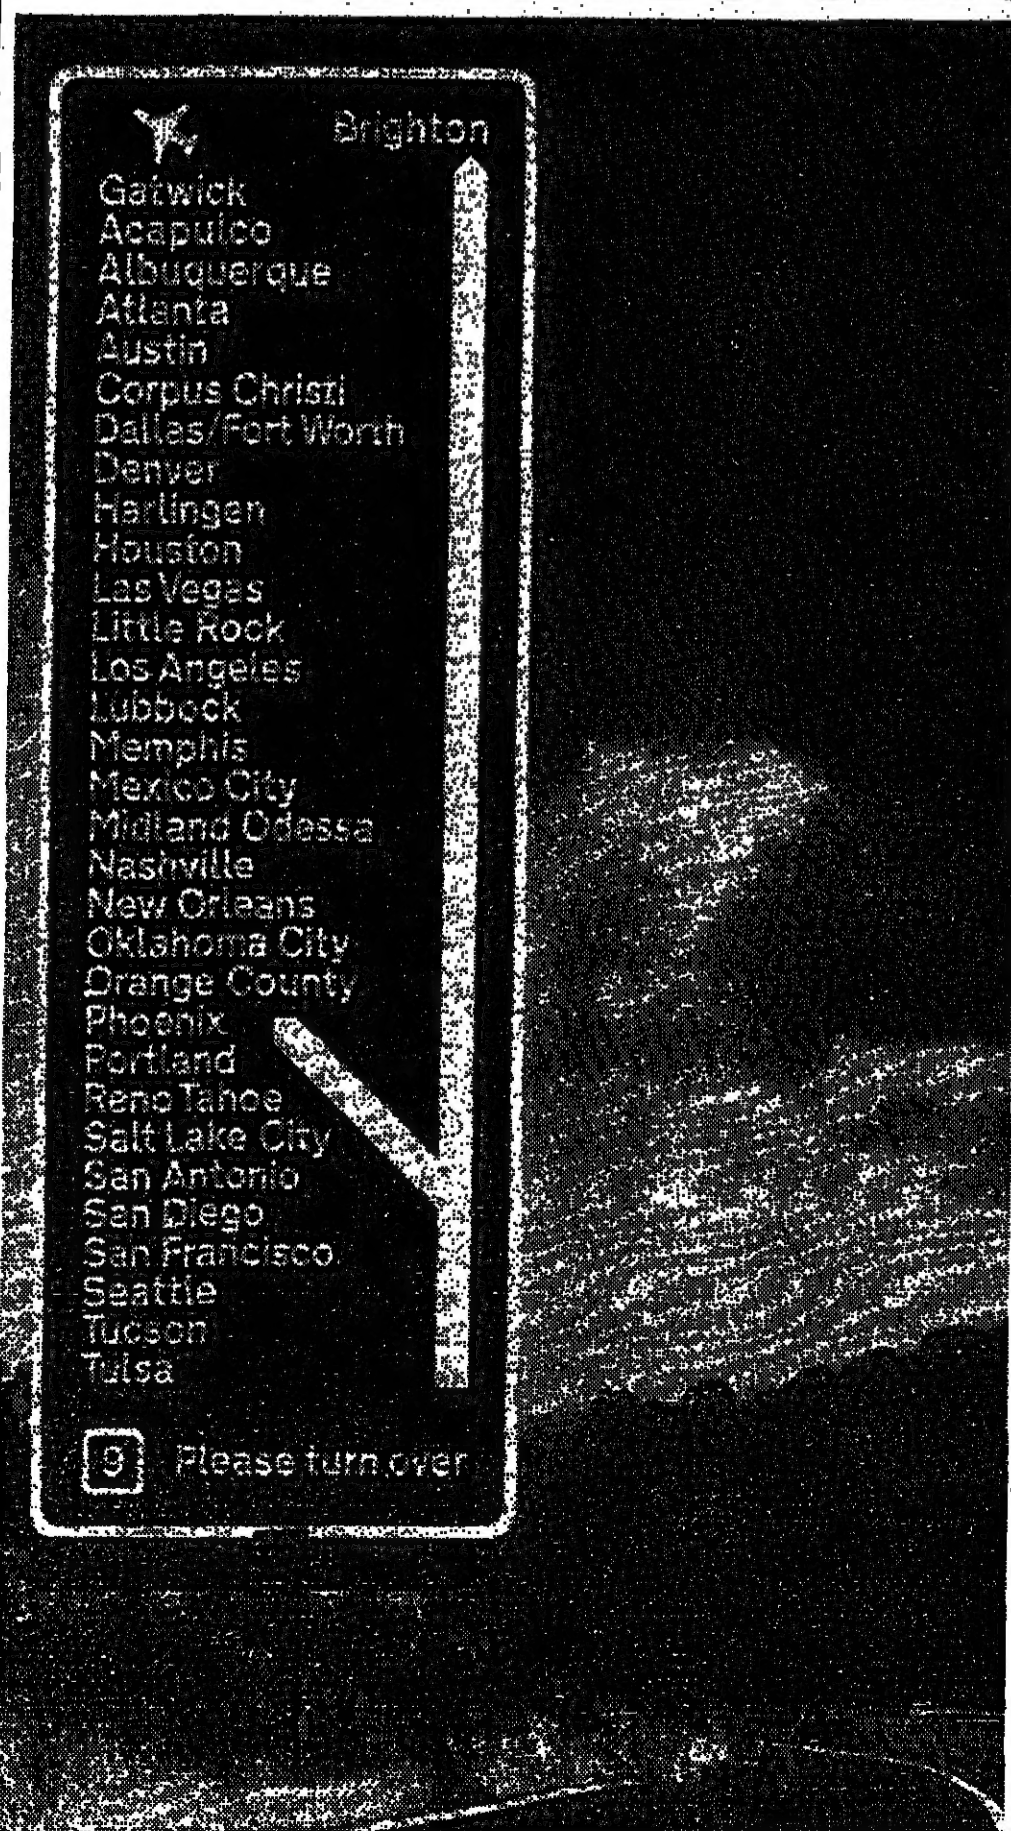 Brighton
Gatwick
Acapulco
Albuquerque
Atlanta
Austin
Corpus Christi
Dallas/Fort Worth
Denver
Harlingen
Houston
Las Vegas
Little Rock
Los Angeles
Lubbock
Memphis
Mexico City
Midland Odessa
Nashville
New Orleans
Oklahoma City
Orange County
Phoenix
Portland
Reno Tahoe
Salt Lake City
San Antonio
San Diego
San Francisco
Seattle
Tucson
Tulsa
9 Please turn over